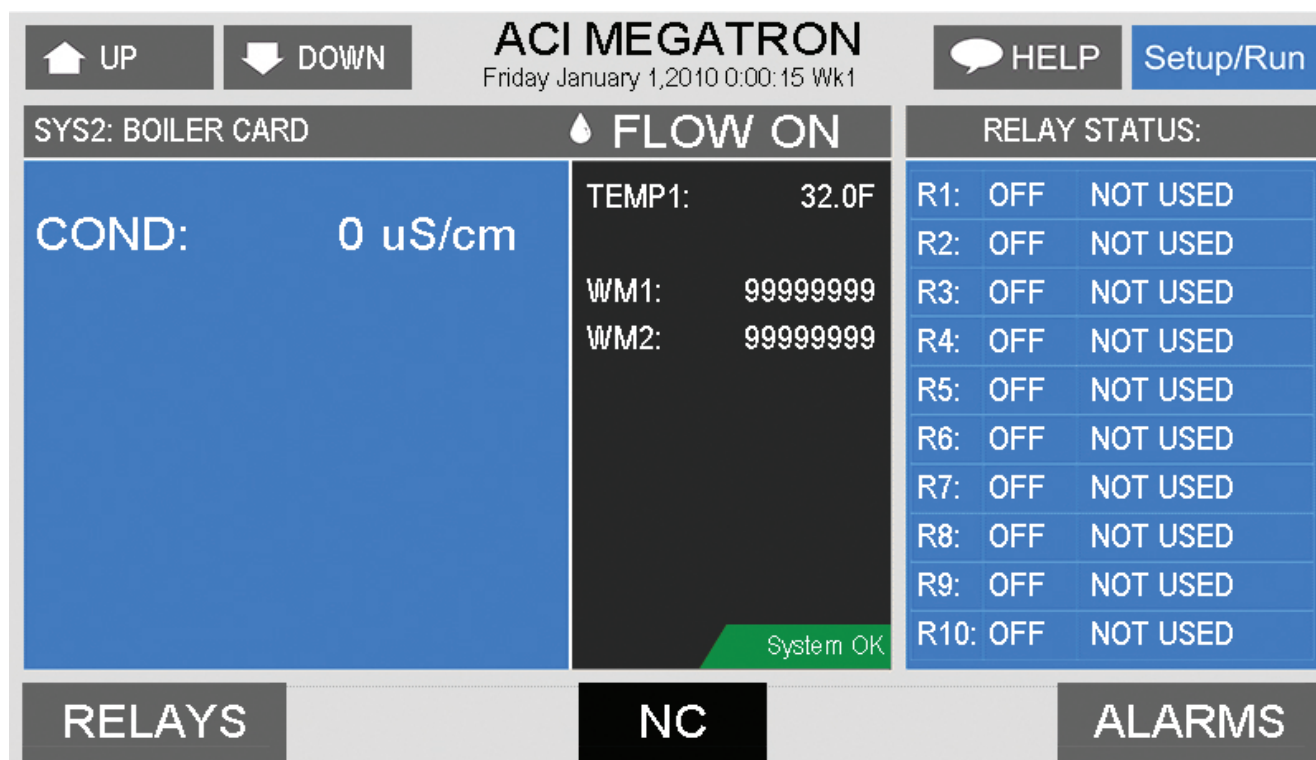 UP
DOWN
ACI MEGATRON
Friday January 1,2010 0:00:15 Wk1
HELP
Setup/Run
SYS2: BOILER CARD
FLOW ON
RELAY STATUS:
COND: 0 uS/cm
TEMP1: 32.0F
WM1: 99999999
WM2: 99999999
System OK
R1: OFF NOT USED
R2: OFF NOT USED
R3: OFF NOT USED
R4: OFF NOT USED
R5: OFF NOT USED
R6: OFF NOT USED
R7: OFF NOT USED
R8: OFF NOT USED
R9: OFF NOT USED
R10: OFF NOT USED
RELAYS
NC
ALARMS